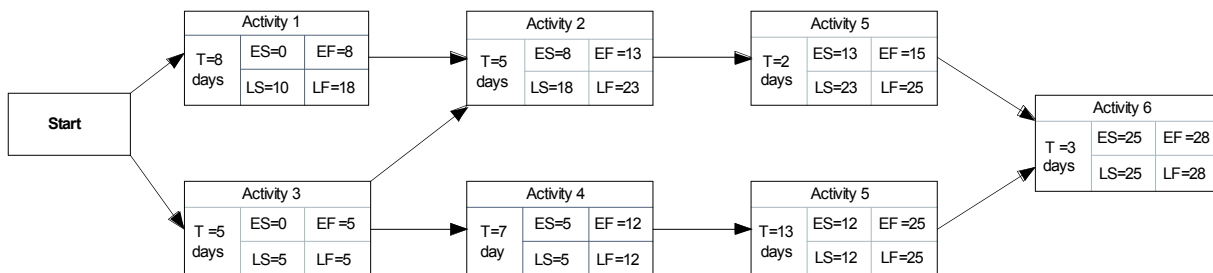 Activity 1
T=8 days
ES=0 EF=8
LS=10 LF=18
Activity 2
T=5 days
ES=8 EF=13
LS=18 LF=23
Activity 5
T=2 days
ES=13 EF=15
LS=23 LF=25
Start
Activity 6
T =3 days
ES=25 EF=28
LS=25 LF=28
Activity 3
T =5 days
ES=0 EF=5
LS=5 LF=5
Activity 4
T=7 day
ES=5 EF=12
LS=5 LF=12
Activity 5
T=13 days
ES=12 EF=25
LS=12 LF=25